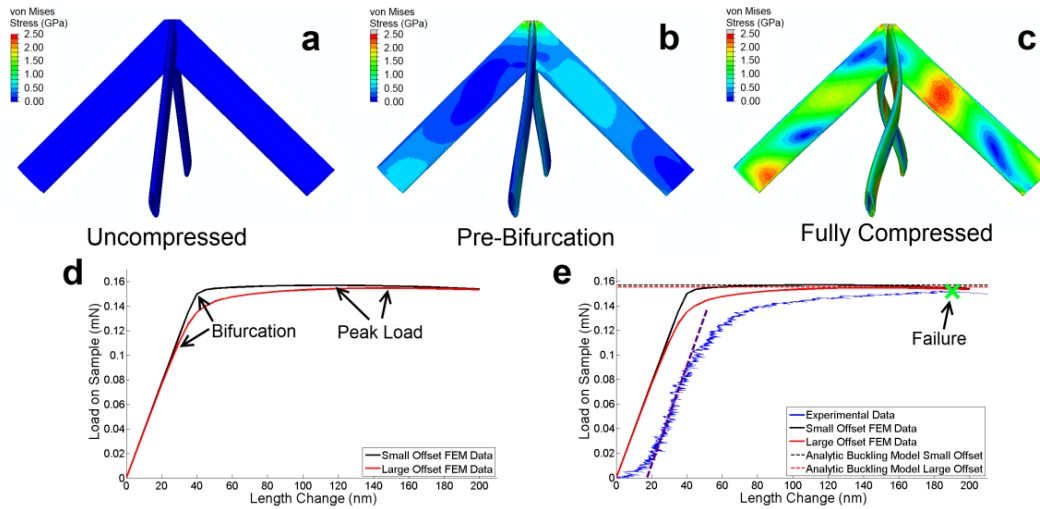 von Mises
Stress (GPa)
2.50
2.00
1.50
1.00
0.50
0.00
a
Uncompressed
von Mises
Stress (GPa)
2.50
2.00
1.50
1.00
0.50
0.00
b
Pre-Bifurcation
von Mises
Stress (GPa)
2.50
2.00
1.50
1.00
0.50
0.00
c
Fully Compressed
d
Load on Sample (mN)
0.16
0.14
0.12
0.1
0.08
0.06
0.04
0.02
0
Bifurcation
Peak Load
Small Offset FEM Data
Large Offset FEM Data
0 20 40 60 80 100 120 140 160 180 200
Length Change (nm)
e
Load on Sample (mN)
0.16
0.14
0.12
0.1
0.08
0.06
0.04
0.02
0
Failure
Experimental Data
Small Offset FEM Data
Large Offset FEM Data
Analytic Buckling Model Small Offset
Analytic Buckling Model Large Offset
0 20 40 60 80 100 120 140 160 180 200
Length Change (nm)